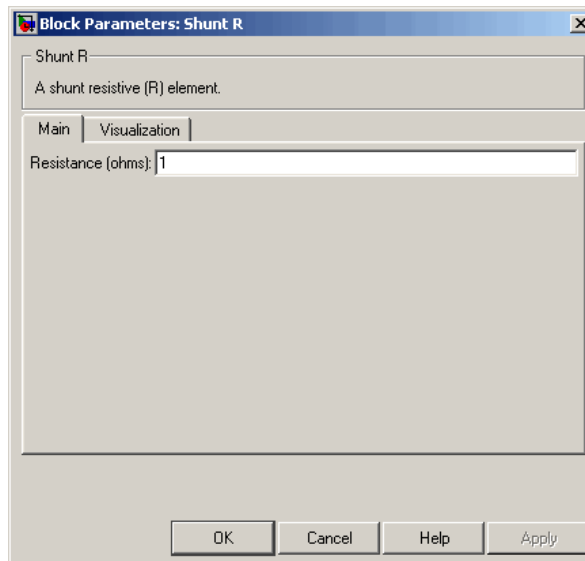 Block Parameters: Shunt R
Shunt R
A shunt resistive (R) element.
Main Visualization
Resistance (ohms): 1
OK Cancel Help Apply